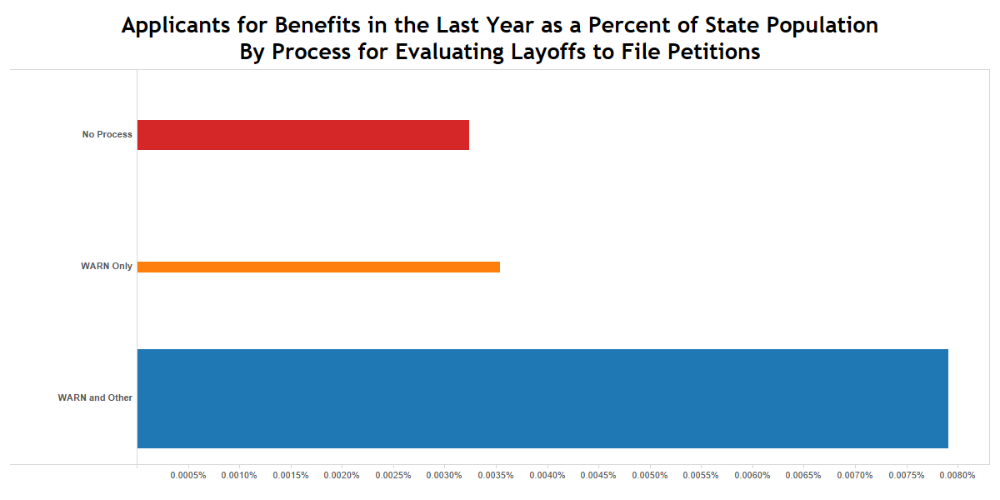 Applicants for Benefits in the Last Year as a Percent of State Population
By Process for Evaluating Layoffs to File Petitions
No Process
WARN Only
WARN and Other
0.0005% 0.0010% 0.0015% 0.0020% 0.0025% 0.0030% 0.0035% 0.0040% 0.0045% 0.0050% 0.0055% 0.0060% 0.0065% 0.0070% 0.0075% 0.0080%